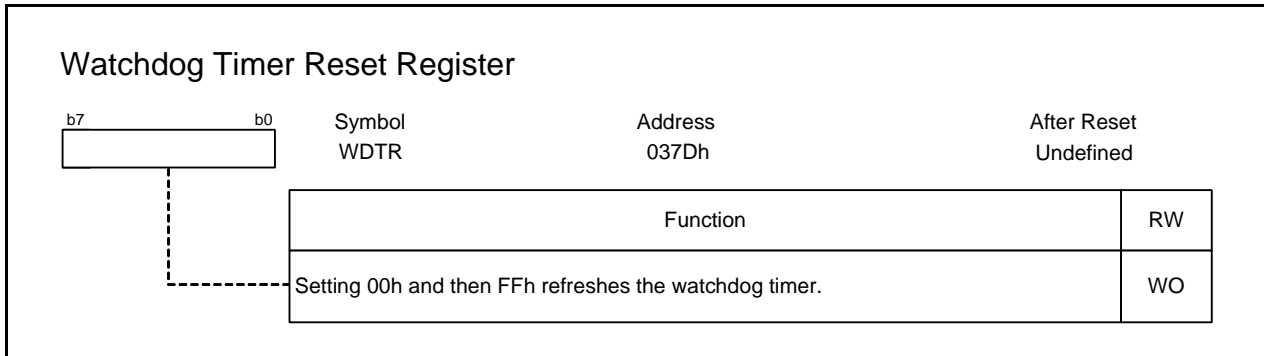 Watchdog Timer Reset Register
b7 b0 Symbol Address After Reset
WDTR 037Dh Undefined
Function RW
Setting 00h and then FFh refreshes the watchdog timer. WO